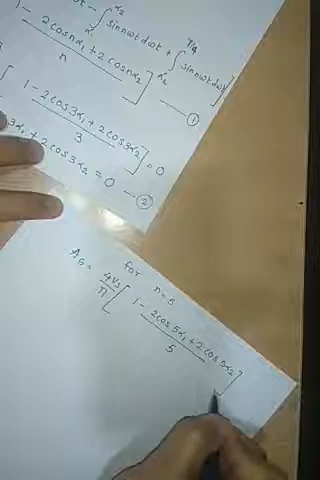 ∫ sinnωt dωt + ∫ sinnωt dωt ]
1 - 2cosnα₁ + 2cosnα₂ / n ] — ①
[ 1 - 2cos3α₁ + 2cos3α₂ / 3 ] = 0
3α₁ + 2cos3α₂ = 0 — ②
for n = 5
A₅ = 4Vs/π [ 1 - 2cos5α₁ + 2cos5α₂ / 5 ]